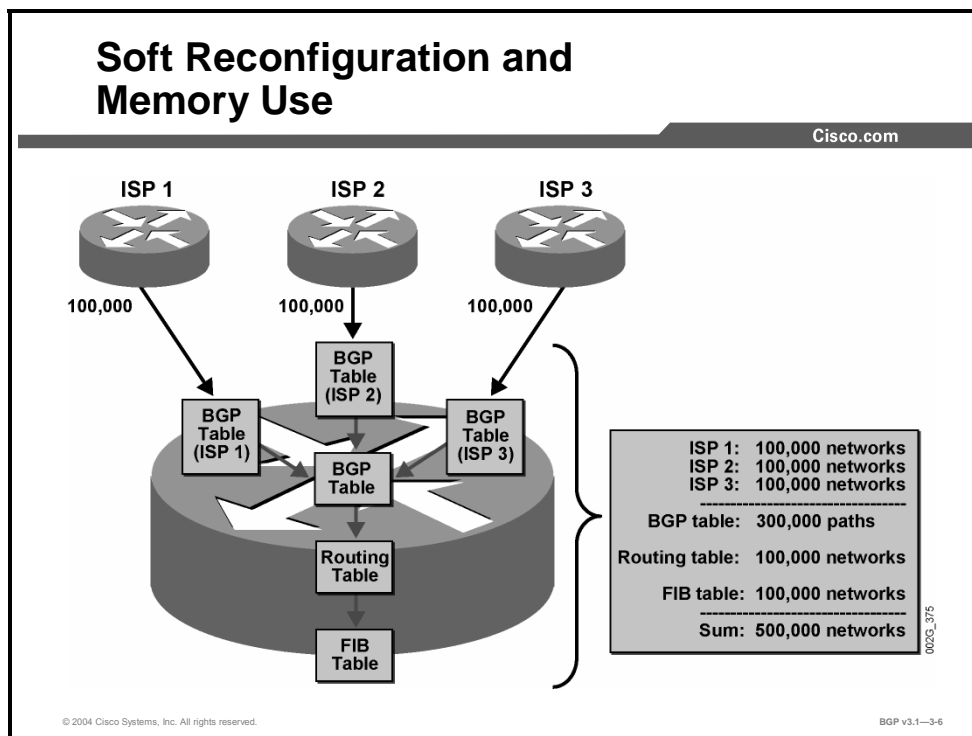 Soft Reconfiguration and
Memory Use
Cisco.com
ISP 1
ISP 2
ISP 3
100,000
100,000
100,000
BGP
Table
(ISP 2)
BGP
Table
(ISP 1)
BGP
Table
(ISP 3)
BGP
Table
Routing
Table
FIB
Table
ISP 1: 100,000 networks
ISP 2: 100,000 networks
ISP 3: 100,000 networks
----------------------------------
BGP table: 300,000 paths
Routing table: 100,000 networks
FIB table: 100,000 networks
----------------------------------
Sum: 500,000 networks
002G_375
© 2004 Cisco Systems, Inc. All rights reserved.
BGP v3.1—3-6